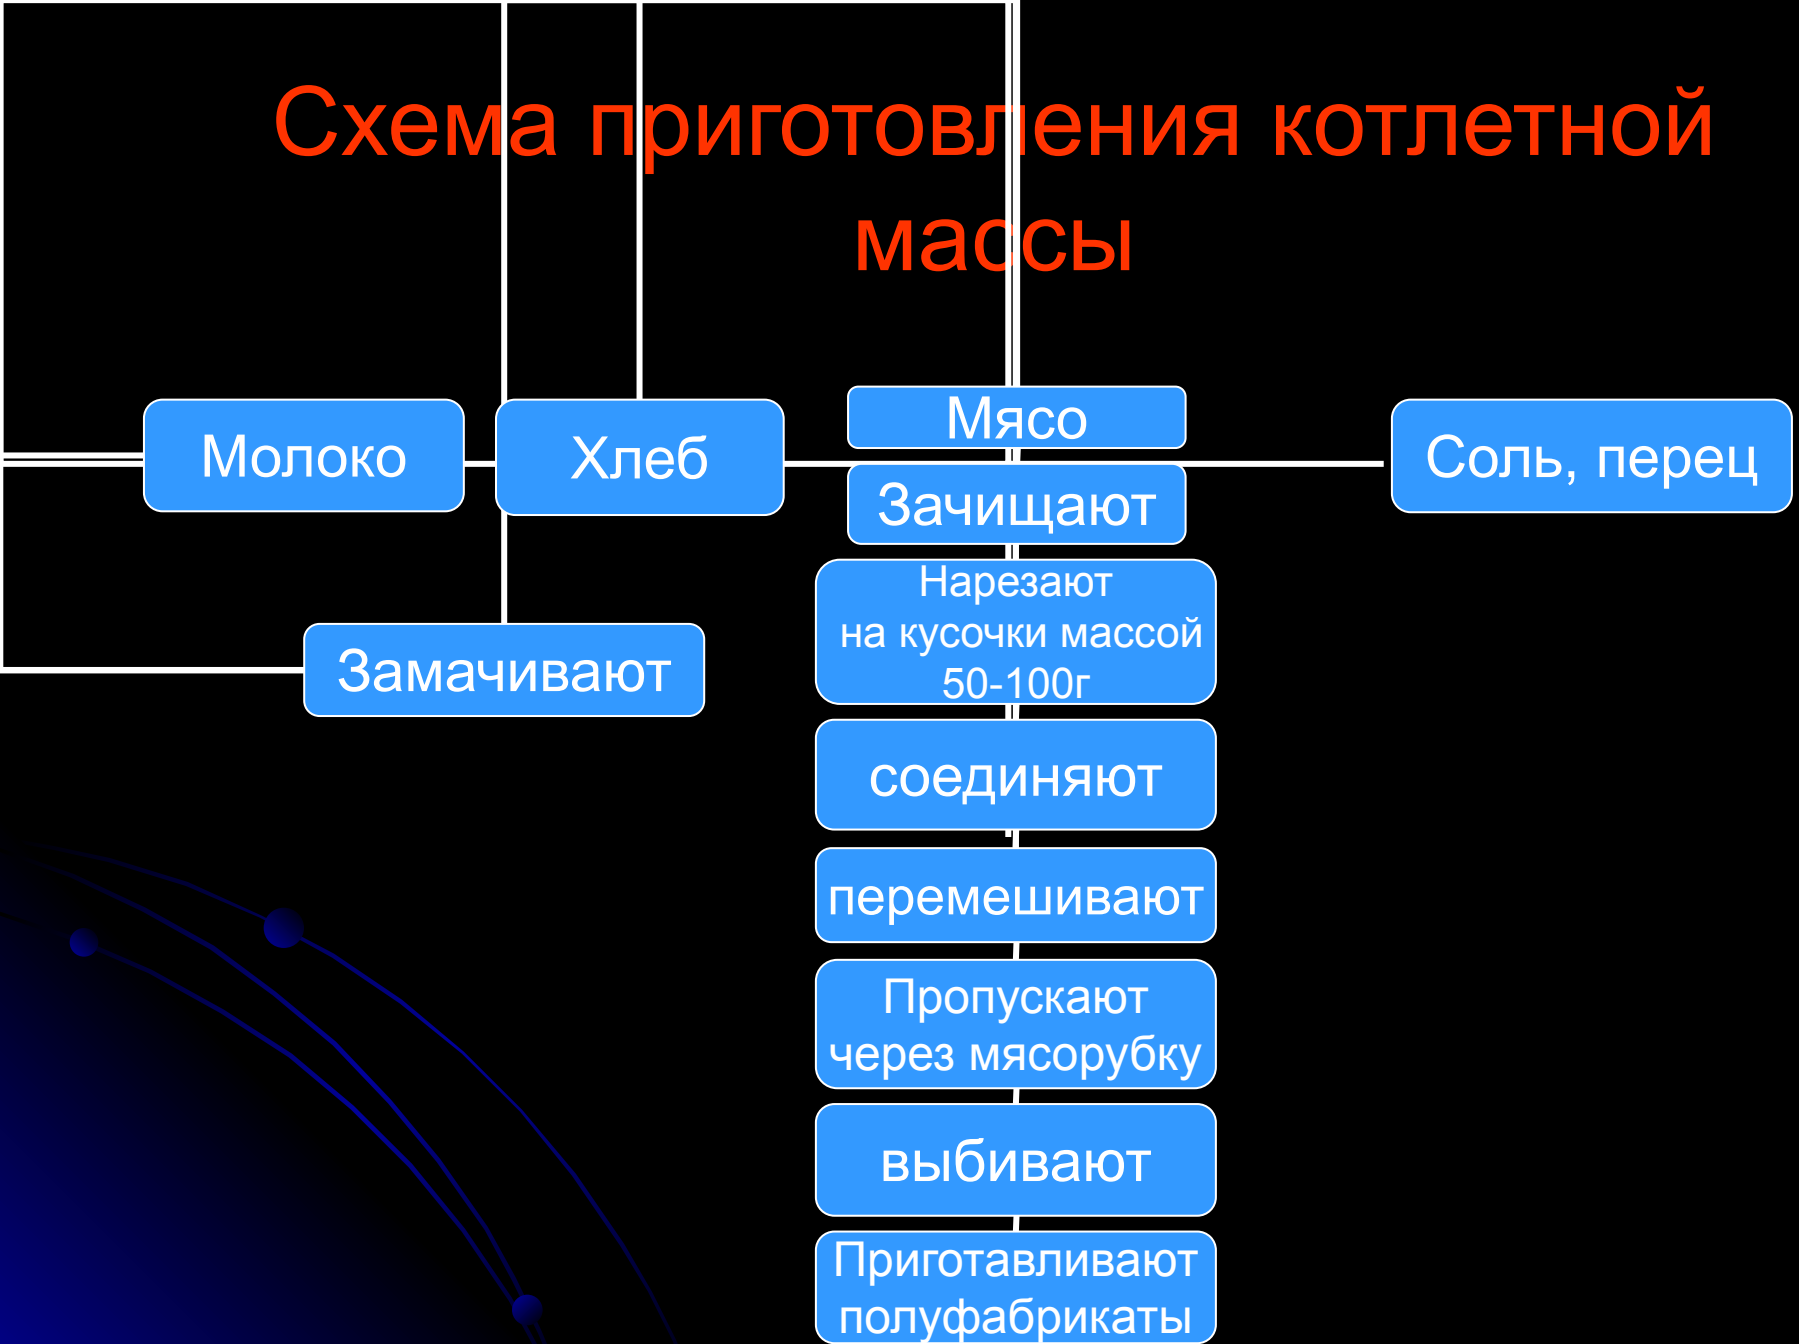 Схема приготовления котлетной
массы
Молоко
Хлеб
Мясо
Соль, перец
Зачищают
Нарезают
на кусочки массой
50-100г
Замачивают
соединяют
перемешивают
Пропускают
через мясорубку
выбивают
Приготавливают
полуфабрикаты